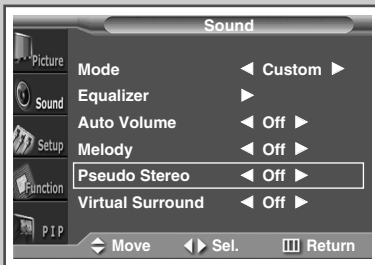 Sound
Picture
Sound
Setup
Function
PIP
Mode ◀ Custom ▶
Equalizer ▶
Auto Volume ◀ Off ▶
Melody ◀ Off ▶
Pseudo Stereo ◀ Off ▶
Virtual Surround ◀ Off ▶
Move Sel. Return